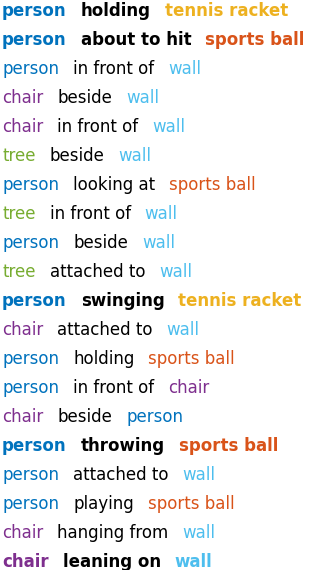 person holding tennis racket
person about to hit sports ball
person in front of wall
chair beside wall
chair in front of wall
tree beside wall
person looking at sports ball
tree in front of wall
person beside wall
tree attached to wall
person swinging tennis racket
chair attached to wall
person holding sports ball
person in front of chair
chair beside person
person throwing sports ball
person attached to wall
person playing sports ball
chair hanging from wall
chair leaning on wall